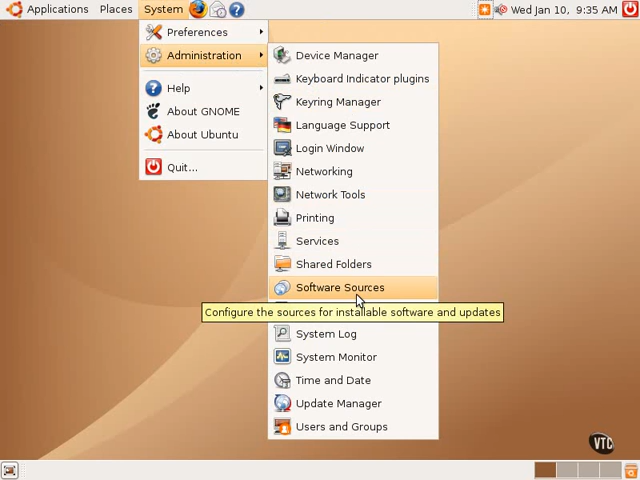 Applications Places System Wed Jan 10, 9:35 AM
Preferences
Administration
Help
About GNOME
About Ubuntu
Quit...
Device Manager
Keyboard Indicator plugins
Keyring Manager
Language Support
Login Window
Networking
Network Tools
Printing
Services
Shared Folders
Software Sources
Configure the sources for installable software and updates
System Log
System Monitor
Time and Date
Update Manager
Users and Groups
VTC